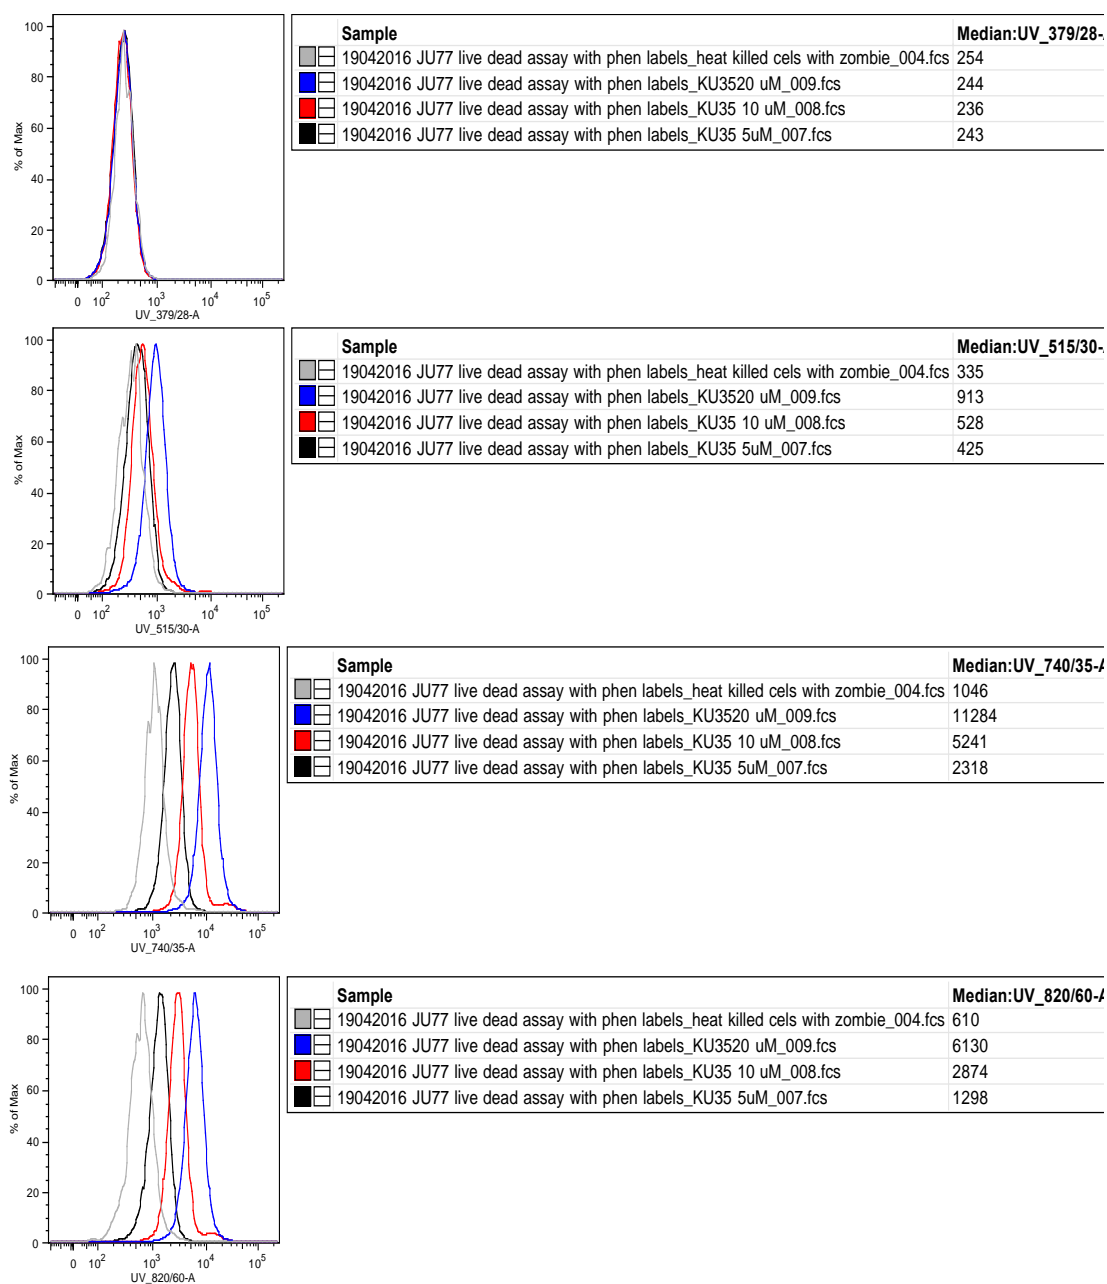 Sample Median:UV_379/28-A
19042016 JU77 live dead assay with phen labels_heat killed cels with zombie_004.fcs 254
19042016 JU77 live dead assay with phen labels_KU3520 uM_009.fcs 244
19042016 JU77 live dead assay with phen labels_KU35 10 uM_008.fcs 236
19042016 JU77 live dead assay with phen labels_KU35 5uM_007.fcs 243
100
80
60
40
20
0
% of Max
0 10^2 10^3 10^4 10^5
UV_379/28-A
Sample Median:UV_515/30-A
19042016 JU77 live dead assay with phen labels_heat killed cels with zombie_004.fcs 335
19042016 JU77 live dead assay with phen labels_KU3520 uM_009.fcs 913
19042016 JU77 live dead assay with phen labels_KU35 10 uM_008.fcs 528
19042016 JU77 live dead assay with phen labels_KU35 5uM_007.fcs 425
100
80
60
40
20
0
% of Max
0 10^2 10^3 10^4 10^5
UV_515/30-A
Sample Median:UV_740/35-A
19042016 JU77 live dead assay with phen labels_heat killed cels with zombie_004.fcs 1046
19042016 JU77 live dead assay with phen labels_KU3520 uM_009.fcs 11284
19042016 JU77 live dead assay with phen labels_KU35 10 uM_008.fcs 5241
19042016 JU77 live dead assay with phen labels_KU35 5uM_007.fcs 2318
100
80
60
40
20
0
% of Max
0 10^2 10^3 10^4 10^5
UV_740/35-A
Sample Median:UV_820/60-A
19042016 JU77 live dead assay with phen labels_heat killed cels with zombie_004.fcs 610
19042016 JU77 live dead assay with phen labels_KU3520 uM_009.fcs 6130
19042016 JU77 live dead assay with phen labels_KU35 10 uM_008.fcs 2874
19042016 JU77 live dead assay with phen labels_KU35 5uM_007.fcs 1298
100
80
60
40
20
0
% of Max
0 10^2 10^3 10^4 10^5
UV_820/60-A